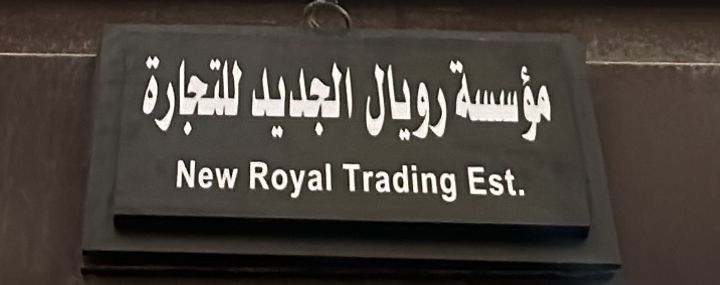 مؤسسة رويال الجديد للتجارة
New Royal Trading Est.